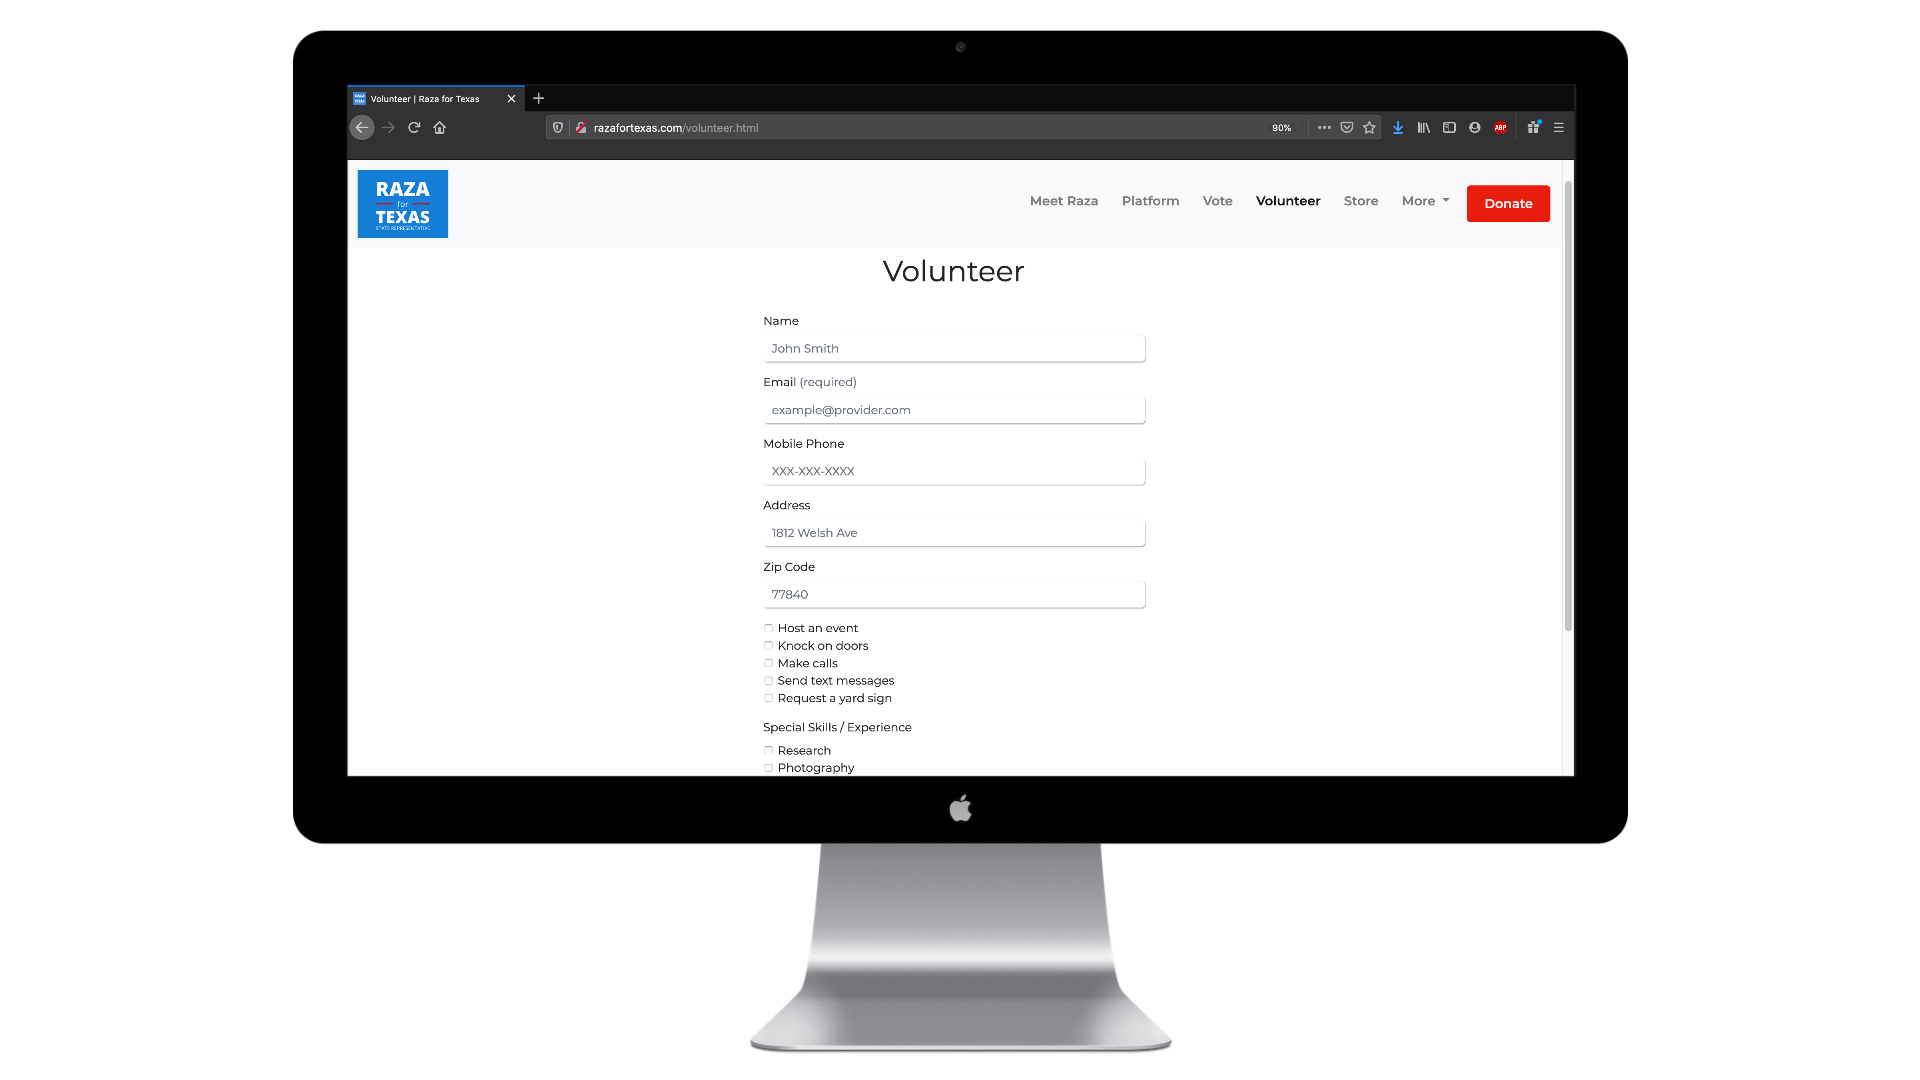 Volunteer | Raza for Texas
razafortexas.com/volunteer.html
90%
ABP
RAZA
for
TEXAS
STATE REPRESENTATIVE
Meet Raza
Platform
Vote
Volunteer
Store
More
Donate
Volunteer
Name
John Smith
Email (required)
example@provider.com
Mobile Phone
XXX-XXX-XXXX
Address
1812 Welsh Ave
Zip Code
77840
Host an event
Knock on doors
Make calls
Send text messages
Request a yard sign
Special Skills / Experience
Research
Photography